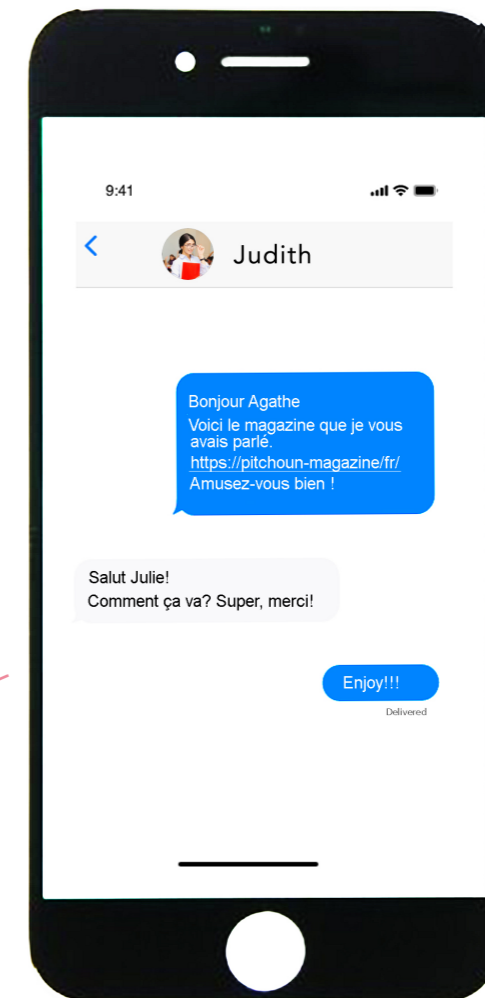 9:41
Judith
Bonjour Agathe
Voici le magazine que je vous
avais parlé.
https://pitchoun-magazine/fr/
Amusez-vous bien !
Salut Julie!
Comment ça va? Super, merci!
Enjoy!!!
Delivered